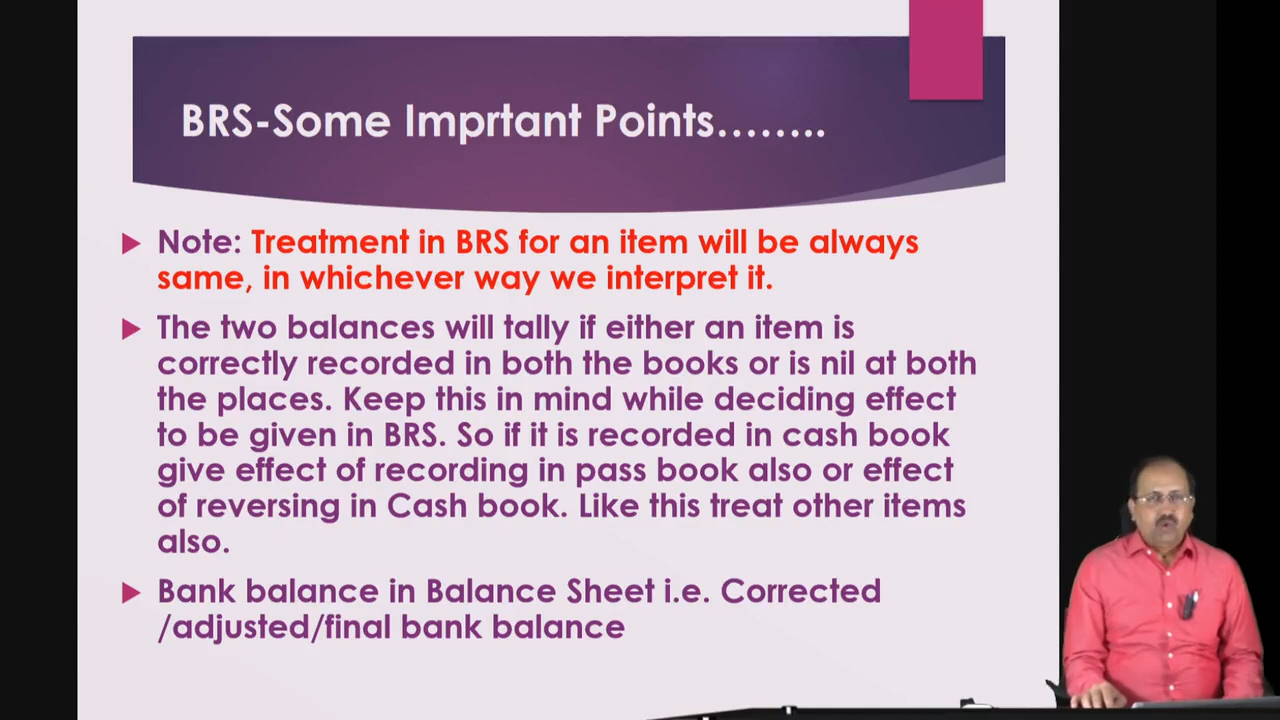 BRS-Some Imprtant Points........
Note: Treatment in BRS for an item will be always
same, in whichever way we interpret it.
The two balances will tally if either an item is
correctly recorded in both the books or is nil at both
the places. Keep this in mind while deciding effect
to be given in BRS. So if it is recorded in cash book
give effect of recording in pass book also or effect
of reversing in Cash book. Like this treat other items
also.
Bank balance in Balance Sheet i.e. Corrected
/adjusted/final bank balance